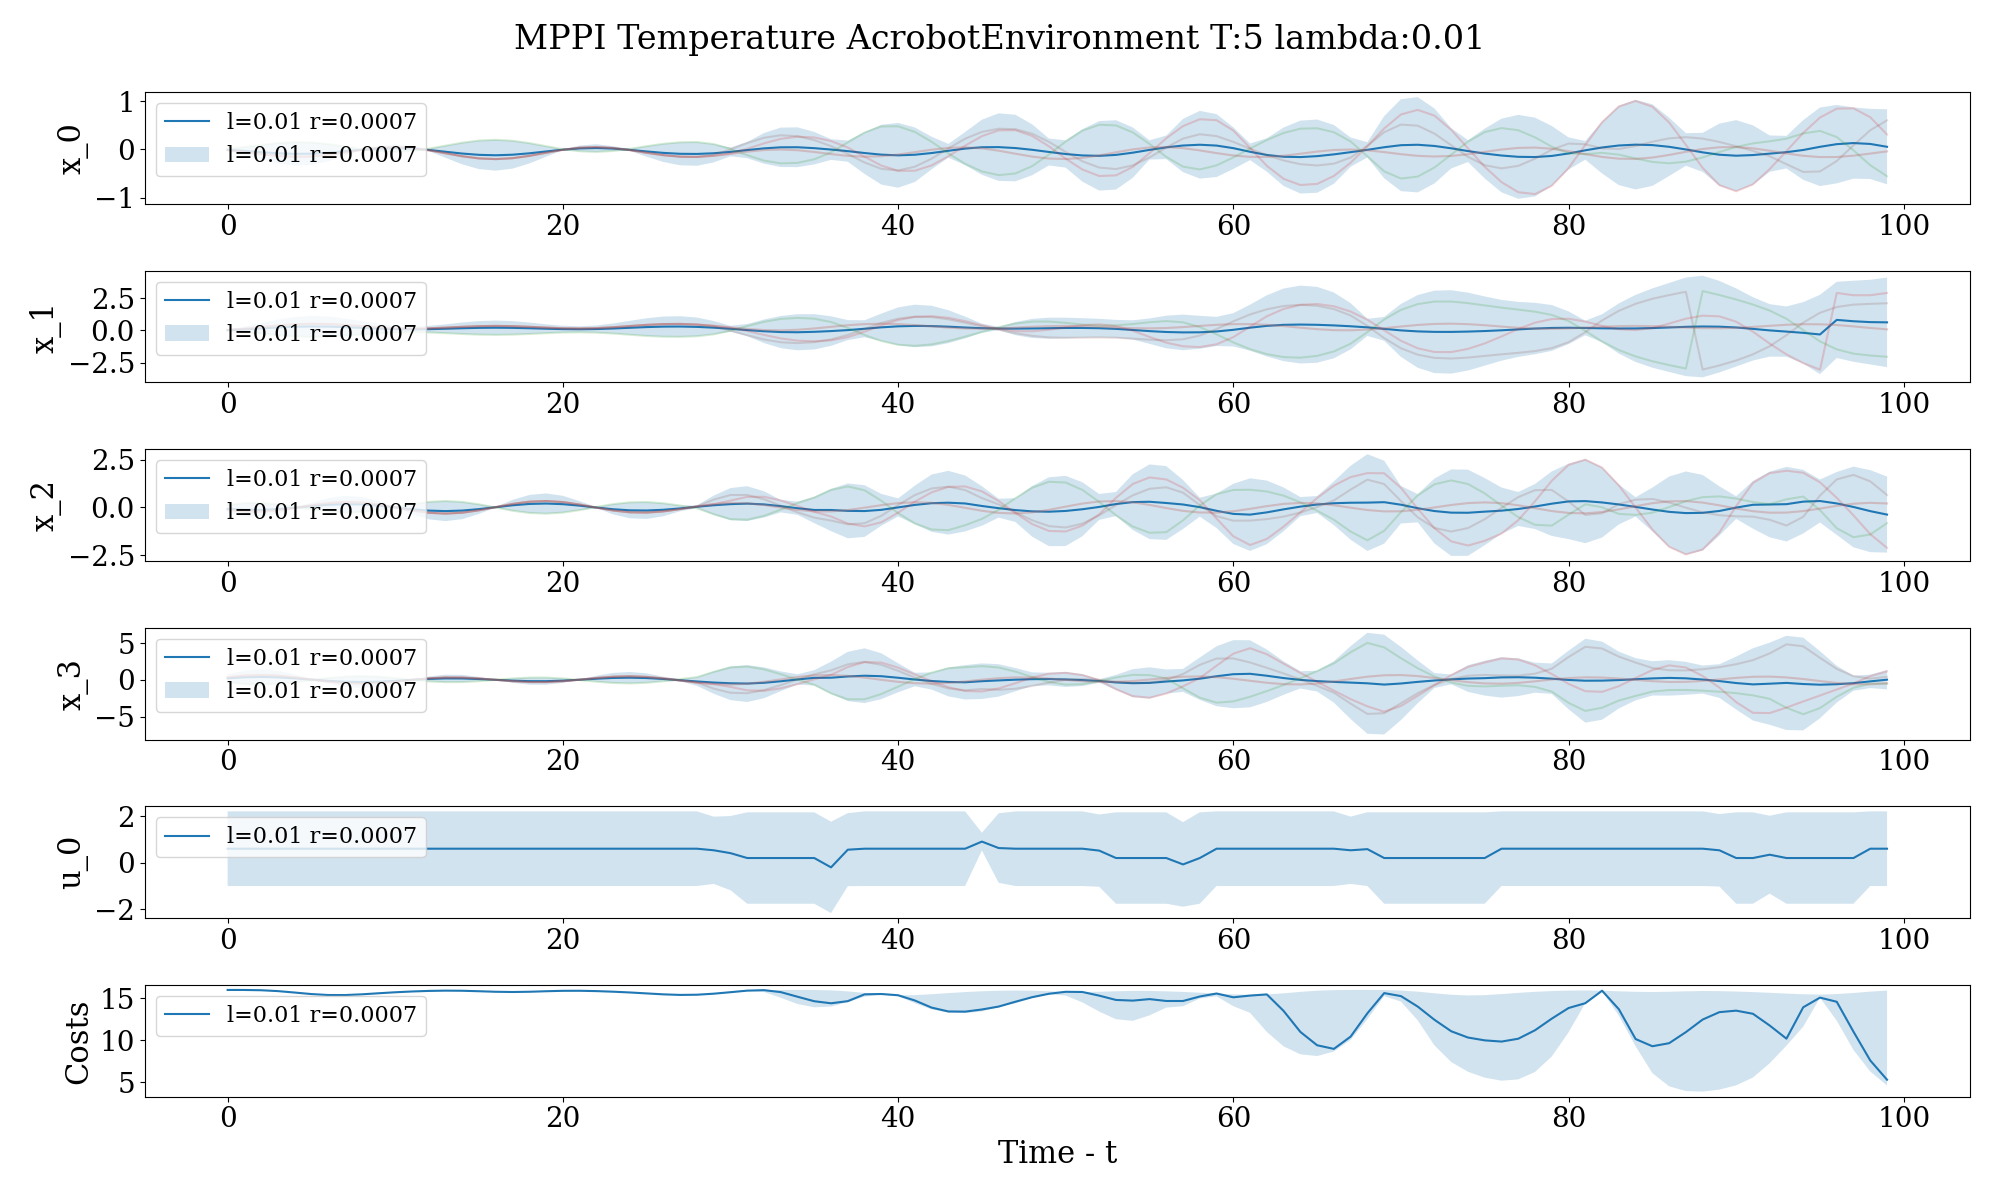 MPPI Temperature AcrobotEnvironment T:5 lambda:0.01
x_0
1
0
−1
l=0.01 r=0.0007
l=0.01 r=0.0007
0 20 40 60 80 100
x_1
2.5
0.0
−2.5
l=0.01 r=0.0007
l=0.01 r=0.0007
0 20 40 60 80 100
x_2
2.5
0.0
−2.5
l=0.01 r=0.0007
l=0.01 r=0.0007
0 20 40 60 80 100
x_3
5
0
−5
l=0.01 r=0.0007
l=0.01 r=0.0007
0 20 40 60 80 100
u_0
2
0
−2
l=0.01 r=0.0007
0 20 40 60 80 100
Costs
15
10
5
l=0.01 r=0.0007
0 20 40 60 80 100
Time - t